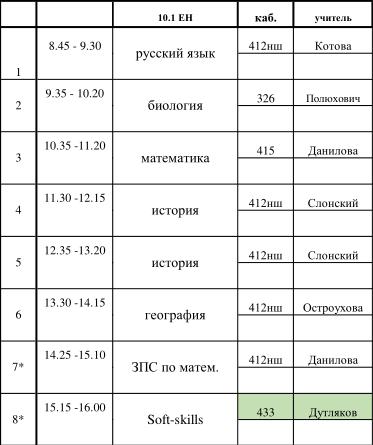 10.1 ЕН каб. учитель
1 8.45 - 9.30 русский язык 412нш Котова
2 9.35 - 10.20 биология 326 Полюхович
3 10.35 -11.20 математика 415 Данилова
4 11.30 -12.15 история 412нш Слонский
5 12.35 -13.20 история 412нш Слонский
6 13.30 -14.15 география 412нш Остроухова
7* 14.25 -15.10 ЗПС по матем. 412нш Данилова
8* 15.15 -16.00 Soft-skills 433 Дутляков